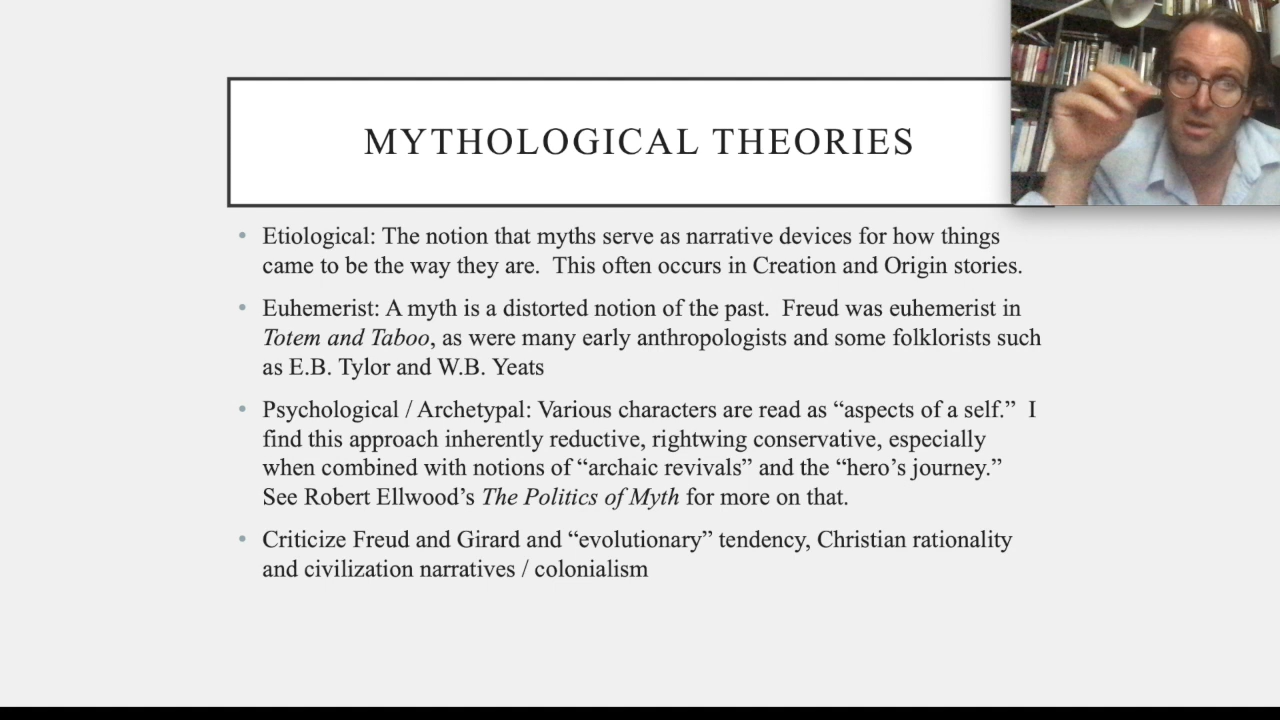 MYTHOLOGICAL THEORIES
• Etiological: The notion that myths serve as narrative devices for how things
came to be the way they are.  This often occurs in Creation and Origin stories.
• Euhemerist: A myth is a distorted notion of the past.  Freud was euhemerist in
Totem and Taboo, as were many early anthropologists and some folklorists such
as E.B. Tylor and W.B. Yeats
• Psychological / Archetypal: Various characters are read as “aspects of a self.”  I
find this approach inherently reductive, rightwing conservative, especially
when combined with notions of “archaic revivals” and the “hero’s journey.”
See Robert Ellwood’s The Politics of Myth for more on that.
• Criticize Freud and Girard and “evolutionary” tendency, Christian rationality
and civilization narratives / colonialism